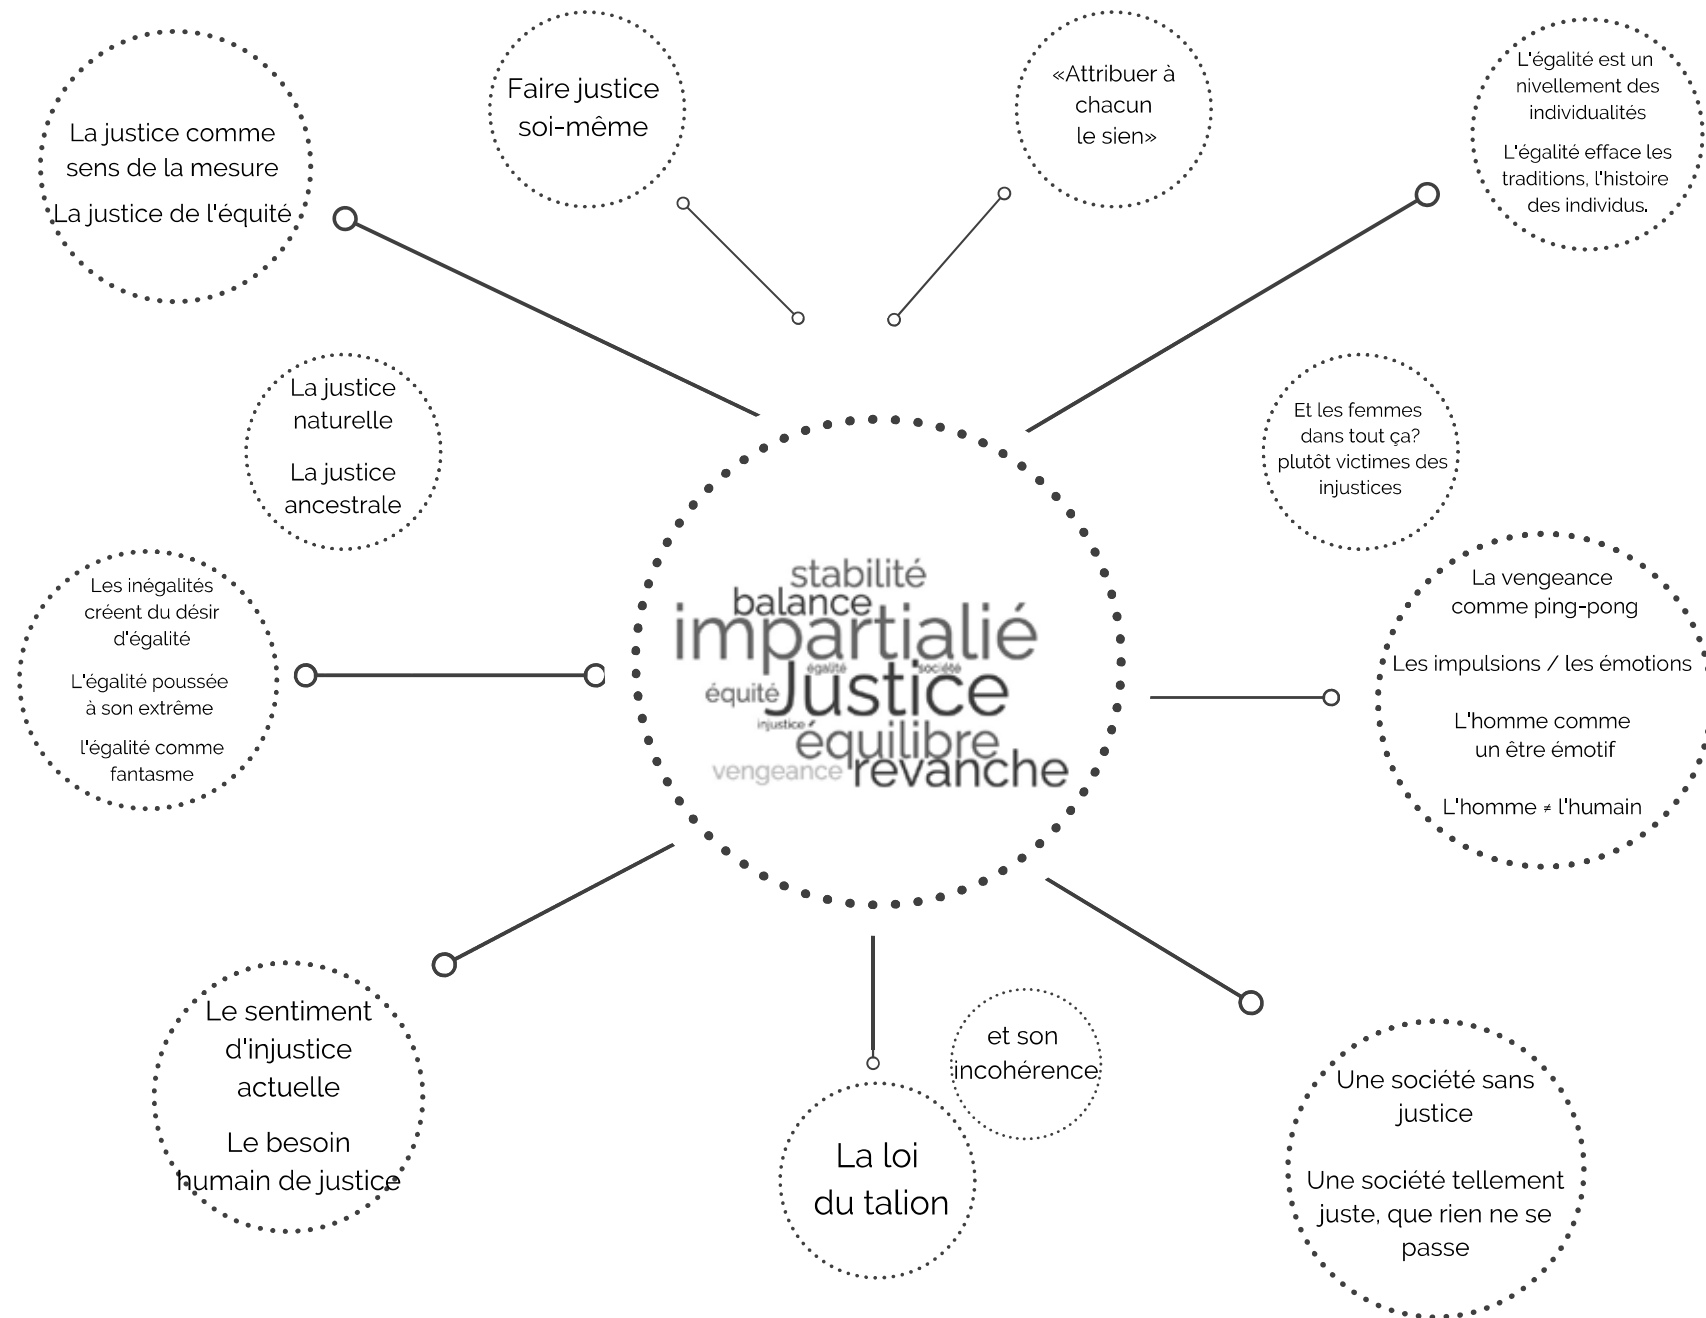 La justice comme
sens de la mesure
La justice de l'équité
Faire justice
soi-même
«Attribuer à
chacun
le sien»
L'égalité est un
nivellement des
individualités
L'égalité efface les
traditions, l'histoire
des individus.
La justice
naturelle
La justice
ancestrale
Et les femmes
dans tout ça?
plutôt victimes des
injustices
Les inégalités
créent du désir
d'égalité
L'égalité poussée
à son extrême
l'égalité comme
fantasme
stabilité
balance
impartialié
égalité
société
équité
Justice
injustice
équilibre
vengeance
revanche
La vengeance
comme ping-pong
Les impulsions / les émotions
L'homme comme
un être émotif
L'homme ≠ l'humain
Le sentiment
d'injustice
actuelle
Le besoin
humain de justice
et son
incohérence
La loi
du talion
Une société sans
justice
Une société tellement
juste, que rien ne se
passe